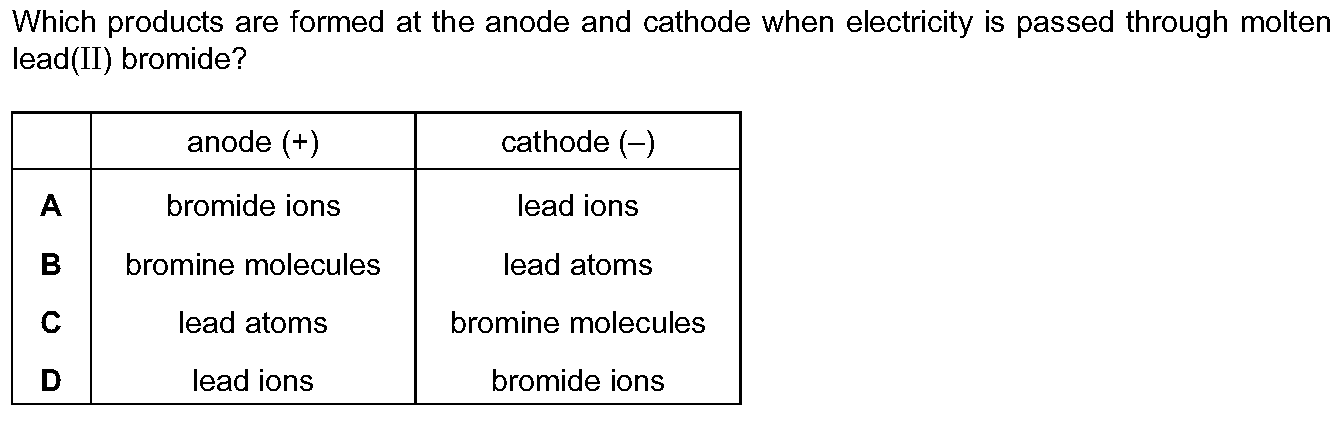 Which products are formed at the anode and cathode when electricity is passed through molten
lead(II) bromide?
anode (+) cathode (–)
A bromide ions lead ions
B bromine molecules lead atoms
C lead atoms bromine molecules
D lead ions bromide ions